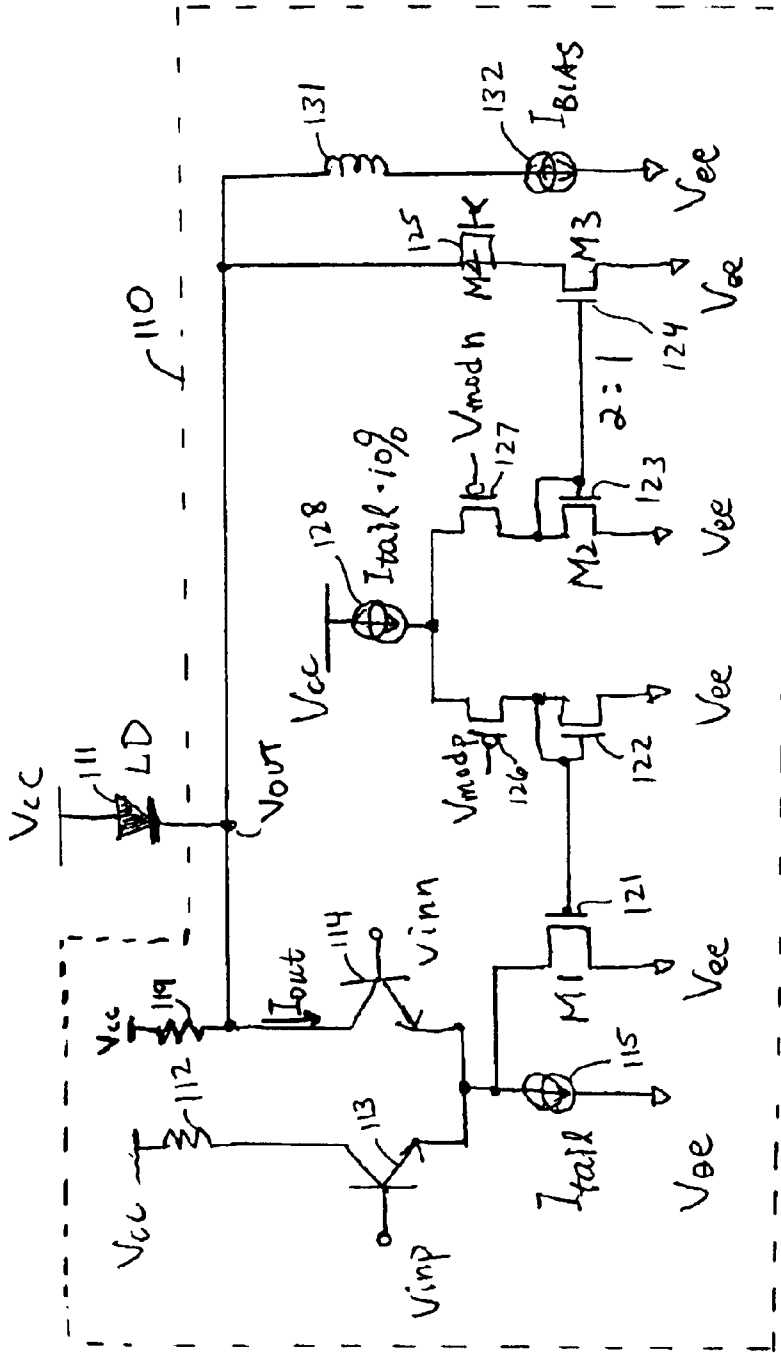 110
Vcc
111
LD
VOUT
Vcc
112
Vcc
119
Iout
113
114
Vinp
Vinn
Itail
115
Vee
M1
121
Vee
Vcc
128
Itail·10%
Vmodp
126
Vmodn
127
122
Vee
M2
123
Vee
2:1
125
M4
M3
124
Vee
131
132
IBIAS
Vee